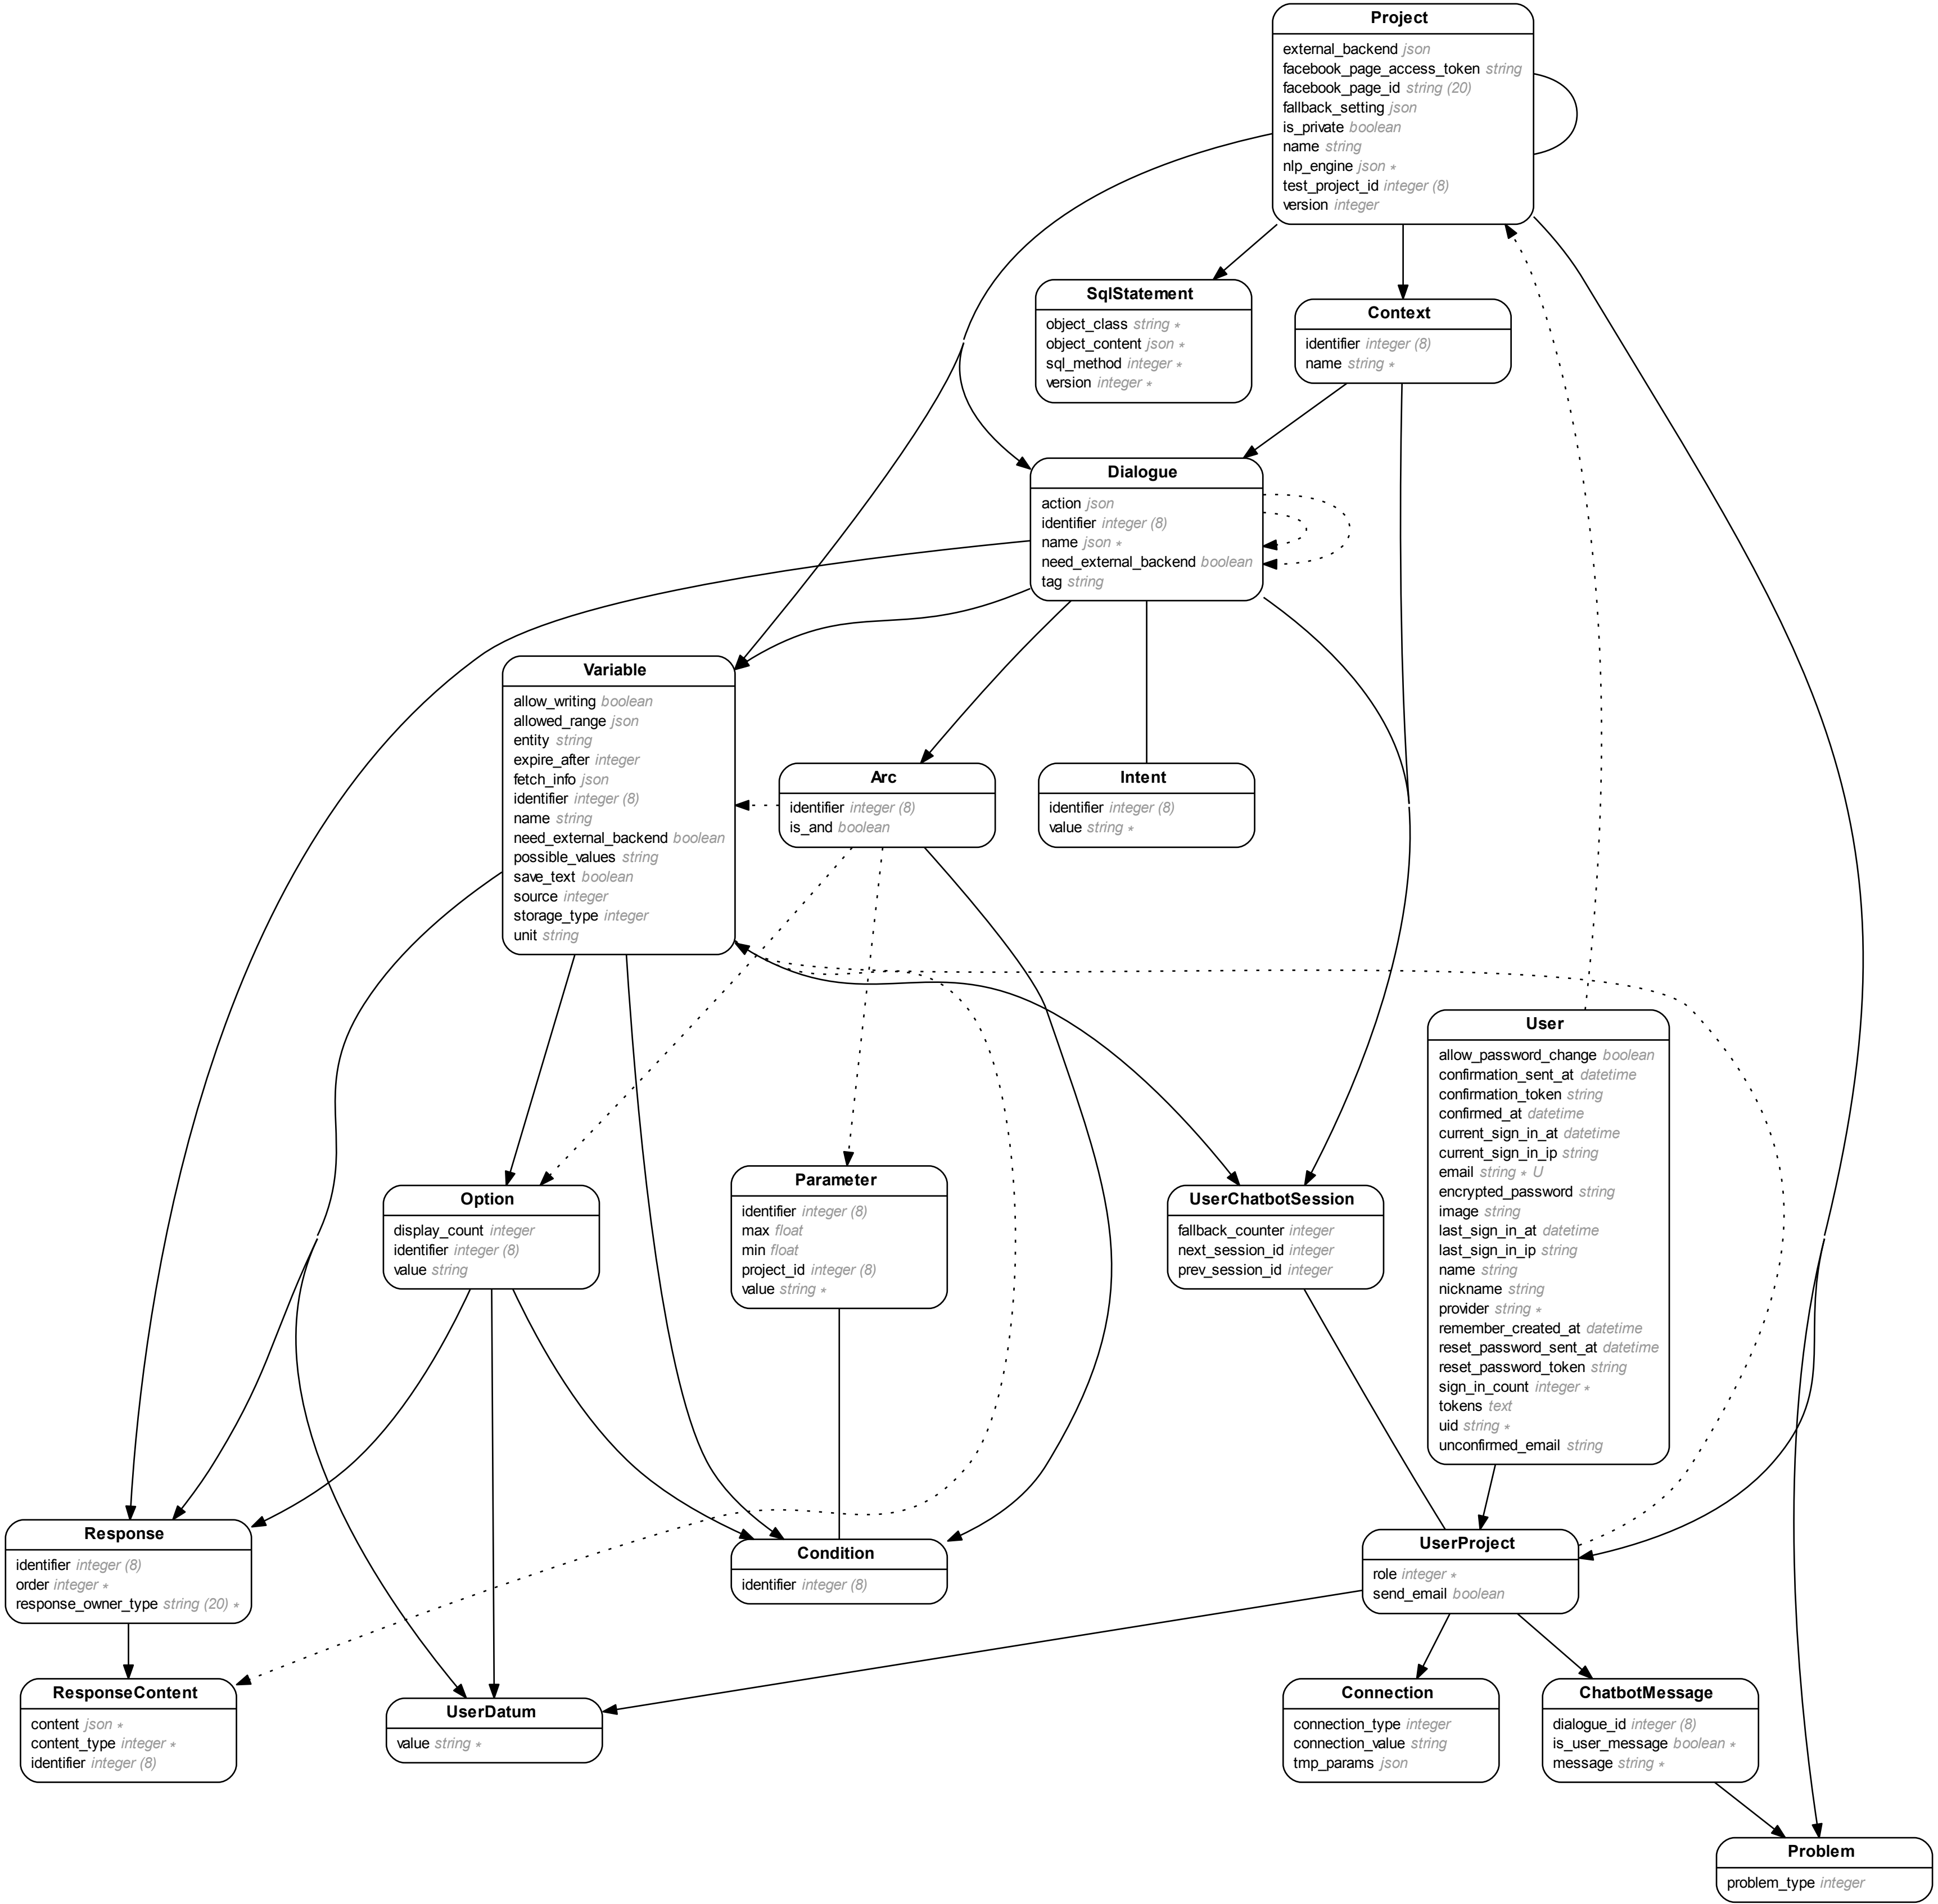 Project
external_backend json
facebook_page_access_token string
facebook_page_id string (20)
fallback_setting json
is_private boolean
name string
nlp_engine json ∗
test_project_id integer (8)
version integer
SqlStatement
object_class string ∗
object_content json ∗
sql_method integer ∗
version integer ∗
Context
identifier integer (8)
name string ∗
Dialogue
action json
identifier integer (8)
name json ∗
need_external_backend boolean
tag string
Variable
allow_writing boolean
allowed_range json
entity string
expire_after integer
fetch_info json
identifier integer (8)
name string
need_external_backend boolean
possible_values string
save_text boolean
source integer
storage_type integer
unit string
Arc
identifier integer (8)
is_and boolean
Intent
identifier integer (8)
value string ∗
User
allow_password_change boolean
confirmation_sent_at datetime
confirmation_token string
confirmed_at datetime
current_sign_in_at datetime
current_sign_in_ip string
email string ∗ U
encrypted_password string
image string
last_sign_in_at datetime
last_sign_in_ip string
name string
nickname string
provider string ∗
remember_created_at datetime
reset_password_sent_at datetime
reset_password_token string
sign_in_count integer ∗
tokens text
uid string ∗
unconfirmed_email string
Option
display_count integer
identifier integer (8)
value string
Parameter
identifier integer (8)
max float
min float
project_id integer (8)
value string ∗
UserChatbotSession
fallback_counter integer
next_session_id integer
prev_session_id integer
Response
identifier integer (8)
order integer ∗
response_owner_type string (20) ∗
Condition
identifier integer (8)
UserProject
role integer ∗
send_email boolean
ResponseContent
content json ∗
content_type integer ∗
identifier integer (8)
UserDatum
value string ∗
Connection
connection_type integer
connection_value string
tmp_params json
ChatbotMessage
dialogue_id integer (8)
is_user_message boolean ∗
message string ∗
Problem
problem_type integer